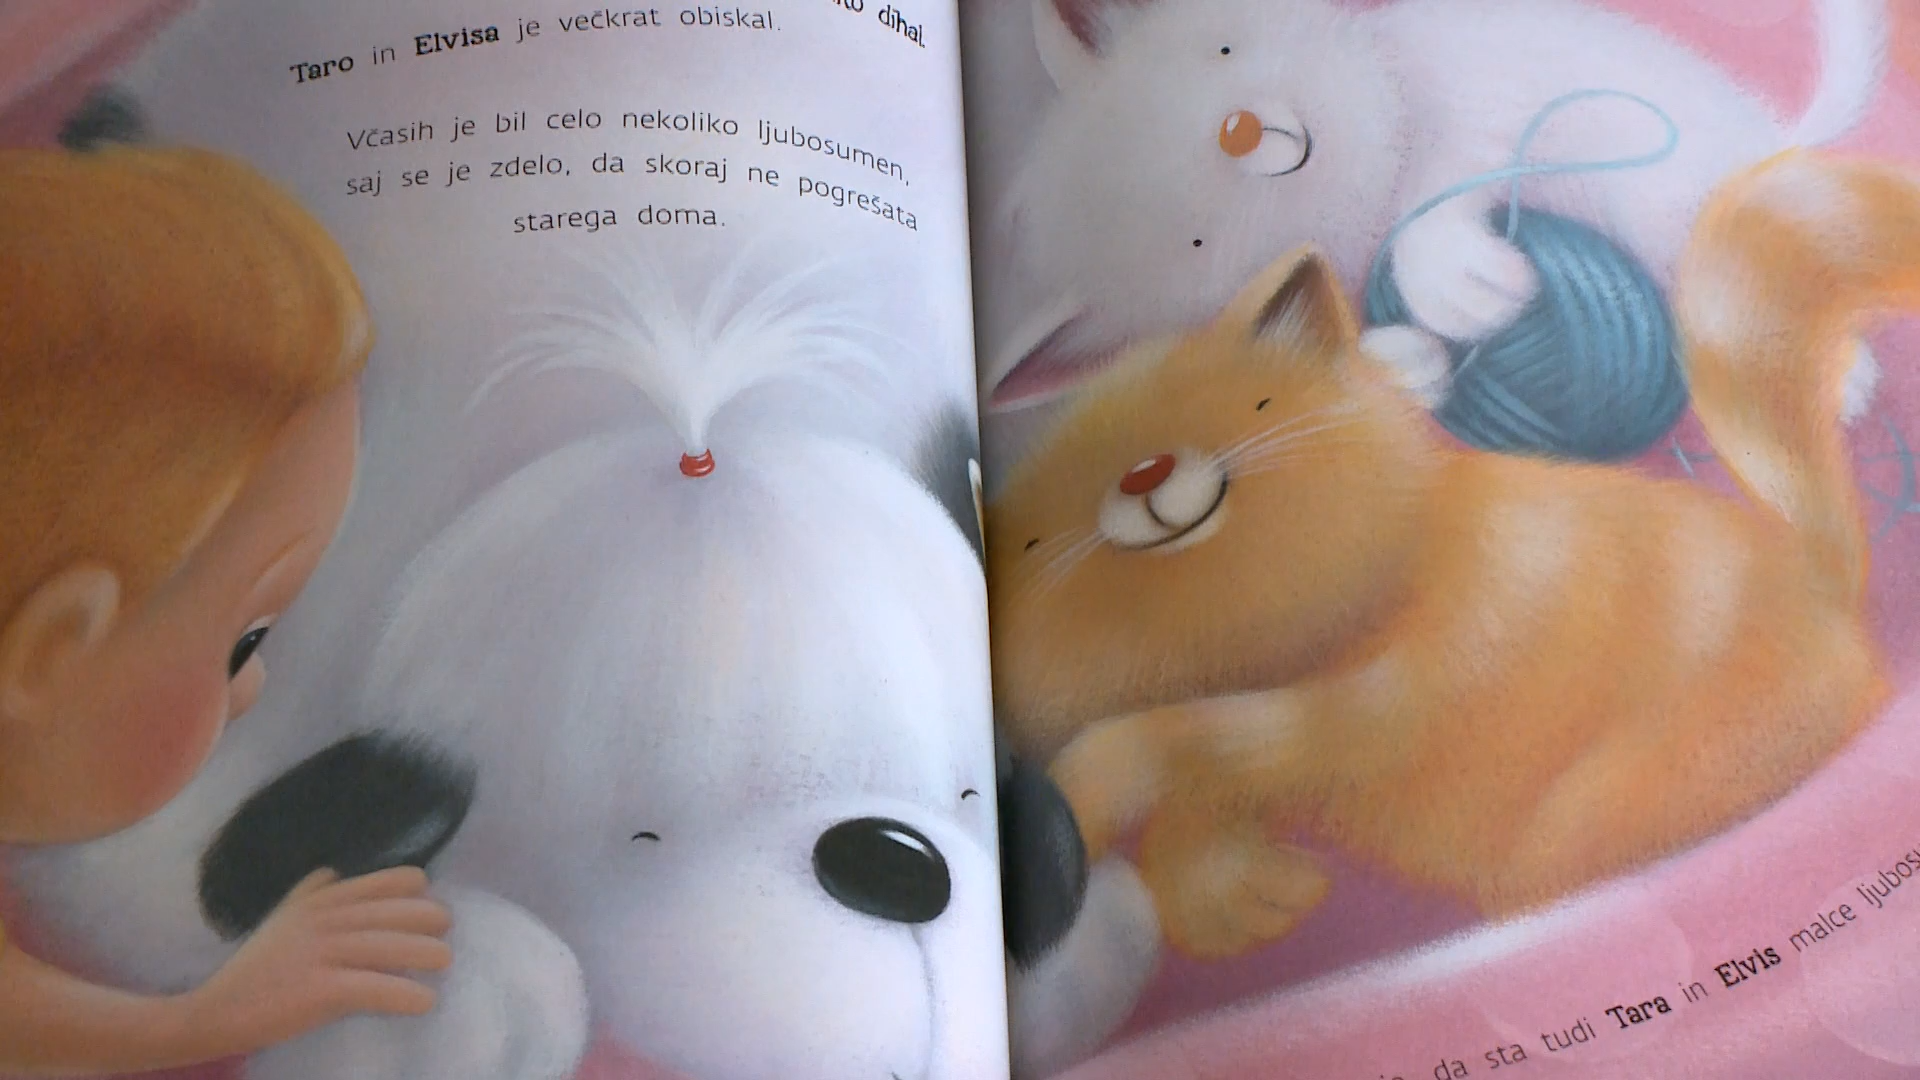 dihal.
Taro in Elvisa je večkrat obiskal.
Včasih je bil celo nekoliko ljubosumen,
saj se je zdelo, da skoraj ne pogrešata
starega doma.
da sta tudi Tara in Elvis malce